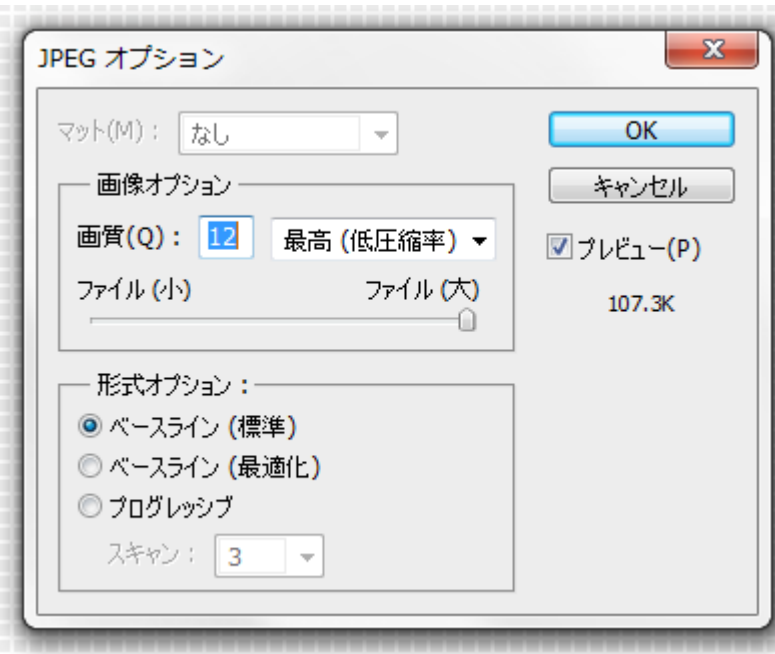 JPEG オプション
マット(M)： なし
OK
画像オプション
キャンセル
画質(Q)： 12 最高 (低圧縮率)
プレビュー(P)
ファイル (小) ファイル (大)
107.3K
形式オプション：
ベースライン (標準)
ベースライン (最適化)
プログレッシブ
スキャン： 3